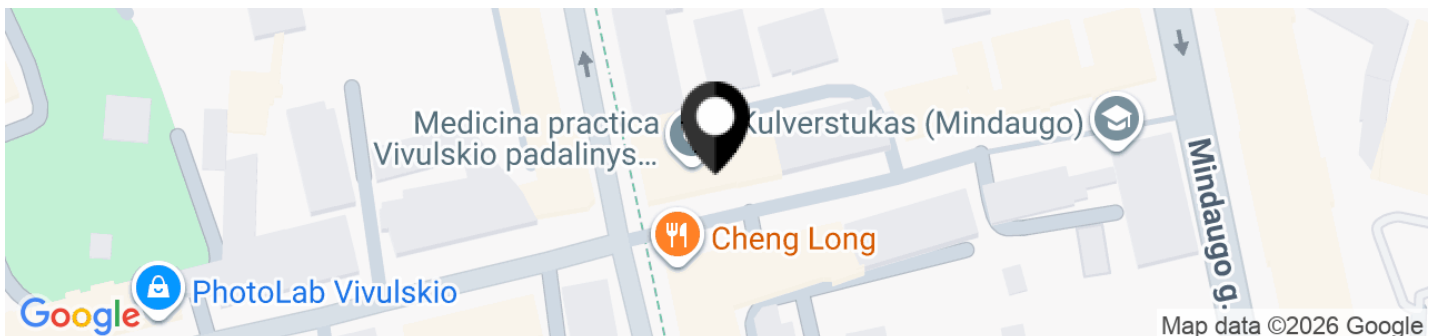 Medicina practica
Vivulskio padalinys...
Kulverstukas (Mindaugo)
Mindaugo g.
Cheng Long
PhotoLab Vivulskio
Google
Map data ©2026 Google